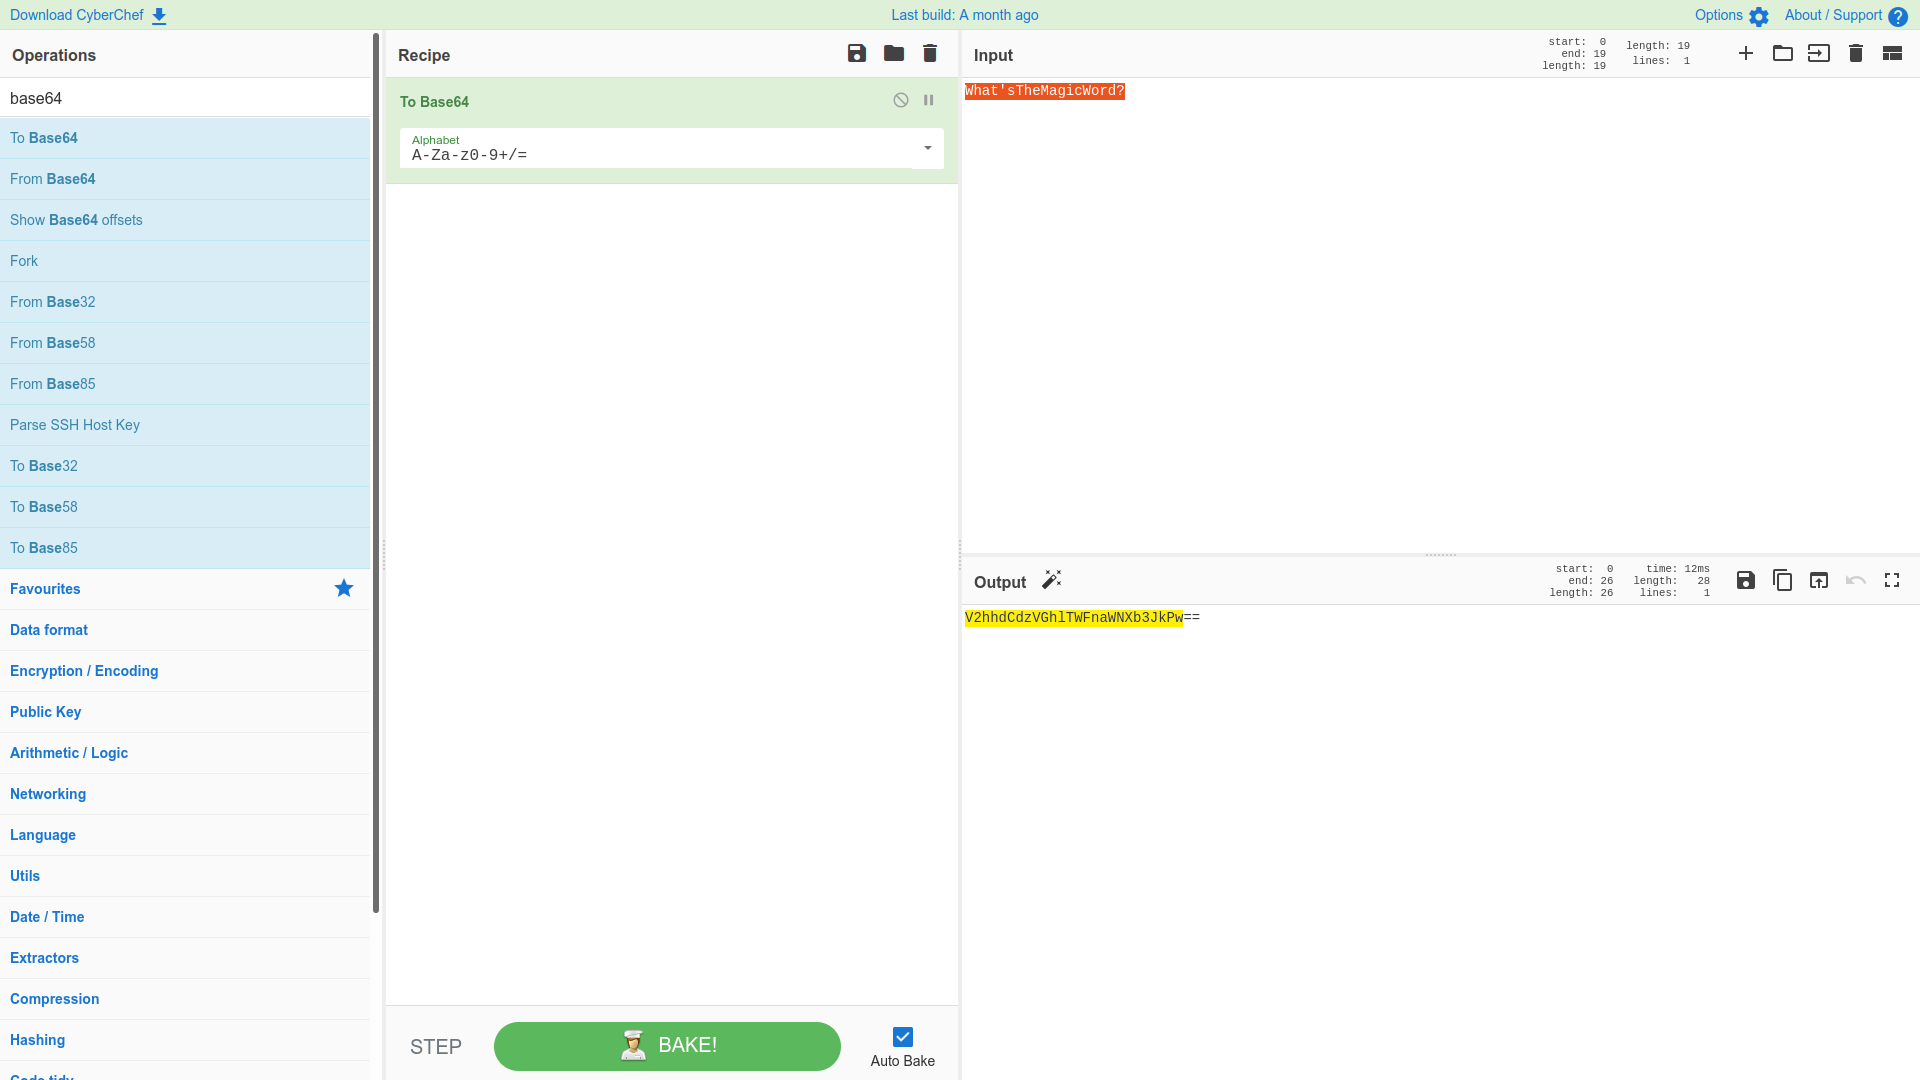 Download CyberChef
Last build: A month ago
Options
About / Support
Operations
base64
To Base64
From Base64
Show Base64 offsets
Fork
From Base32
From Base58
From Base85
Parse SSH Host Key
To Base32
To Base58
To Base85
Favourites
Data format
Encryption / Encoding
Public Key
Arithmetic / Logic
Networking
Language
Utils
Date / Time
Extractors
Compression
Hashing
Code tidy
Recipe
To Base64
Alphabet
A-Za-z0-9+/=
STEP
BAKE!
Auto Bake
Input
start: 0
end: 19
length: 19
length: 19
lines: 1
What'sTheMagicWord?
Output
start: 0
end: 26
length: 26
time: 12ms
length: 28
lines: 1
V2hhdCdzVGhlTWFnaWNXb3JkPw==